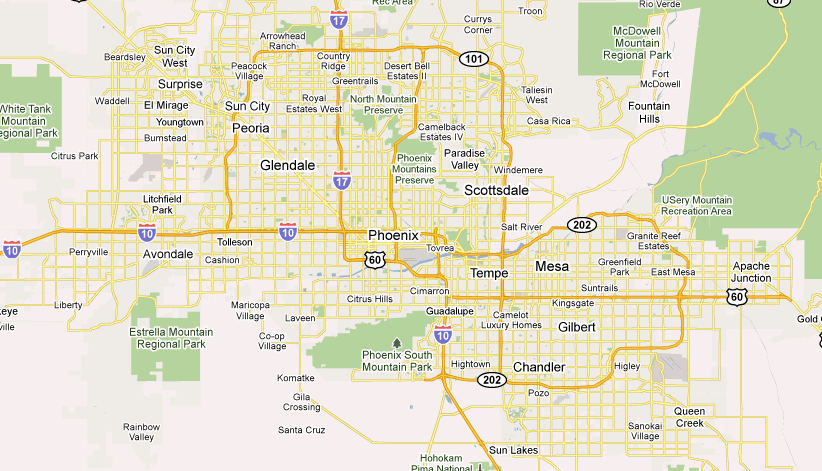 Rec Area
Troon
Rio Verde
87
17
Currys
Corner
McDowell
Mountain
Regional Park
Arrowhead
Ranch
Sun City
West
Beardsley
Country
Ridge
Desert Bell
Estates II
101
Peacock
Village
Greentrails
Fort
McDowell
Surprise
Taliesin
West
Waddell
El Mirage
Sun City
Royal
Estates West
North Mountain
Preserve
Fountain
Hills
White Tank
Mountain
egional Park
Youngtown
Peoria
Casa Rica
Camelback
Estates IV
Bumstead
Citrus Park
Glendale
Phoenix
Mountains
Preserve
Paradise
Valley
Windemere
17
Scottsdale
Litchfield
Park
USery Mountain
Recreation Area
10
10
10
Phoenix
Salt River
202
Tolleson
Tovrea
Granite Reef
Estates
Perryville
Avondale
Cashion
60
Tempe
Mesa
Greenfield
Park
East Mesa
Apache
Junction
Cimarron
Suntrails
60
Liberty
Maricopa
Village
Citrus Hills
Kingsgate
keye
ville
Laveen
Guadalupe
Camelot
Luxury Homes
Gilbert
Gold C
Estrella Mountain
Regional Park
Co-op
Village
10
Phoenix South
Mountain Park
Hightown
Chandler
Higley
Komatke
202
Pozo
Gila
Crossing
Queen
Creek
Rainbow
Valley
Santa Cruz
Sanokai
Village
Sun Lakes
Hohokam
Pima National